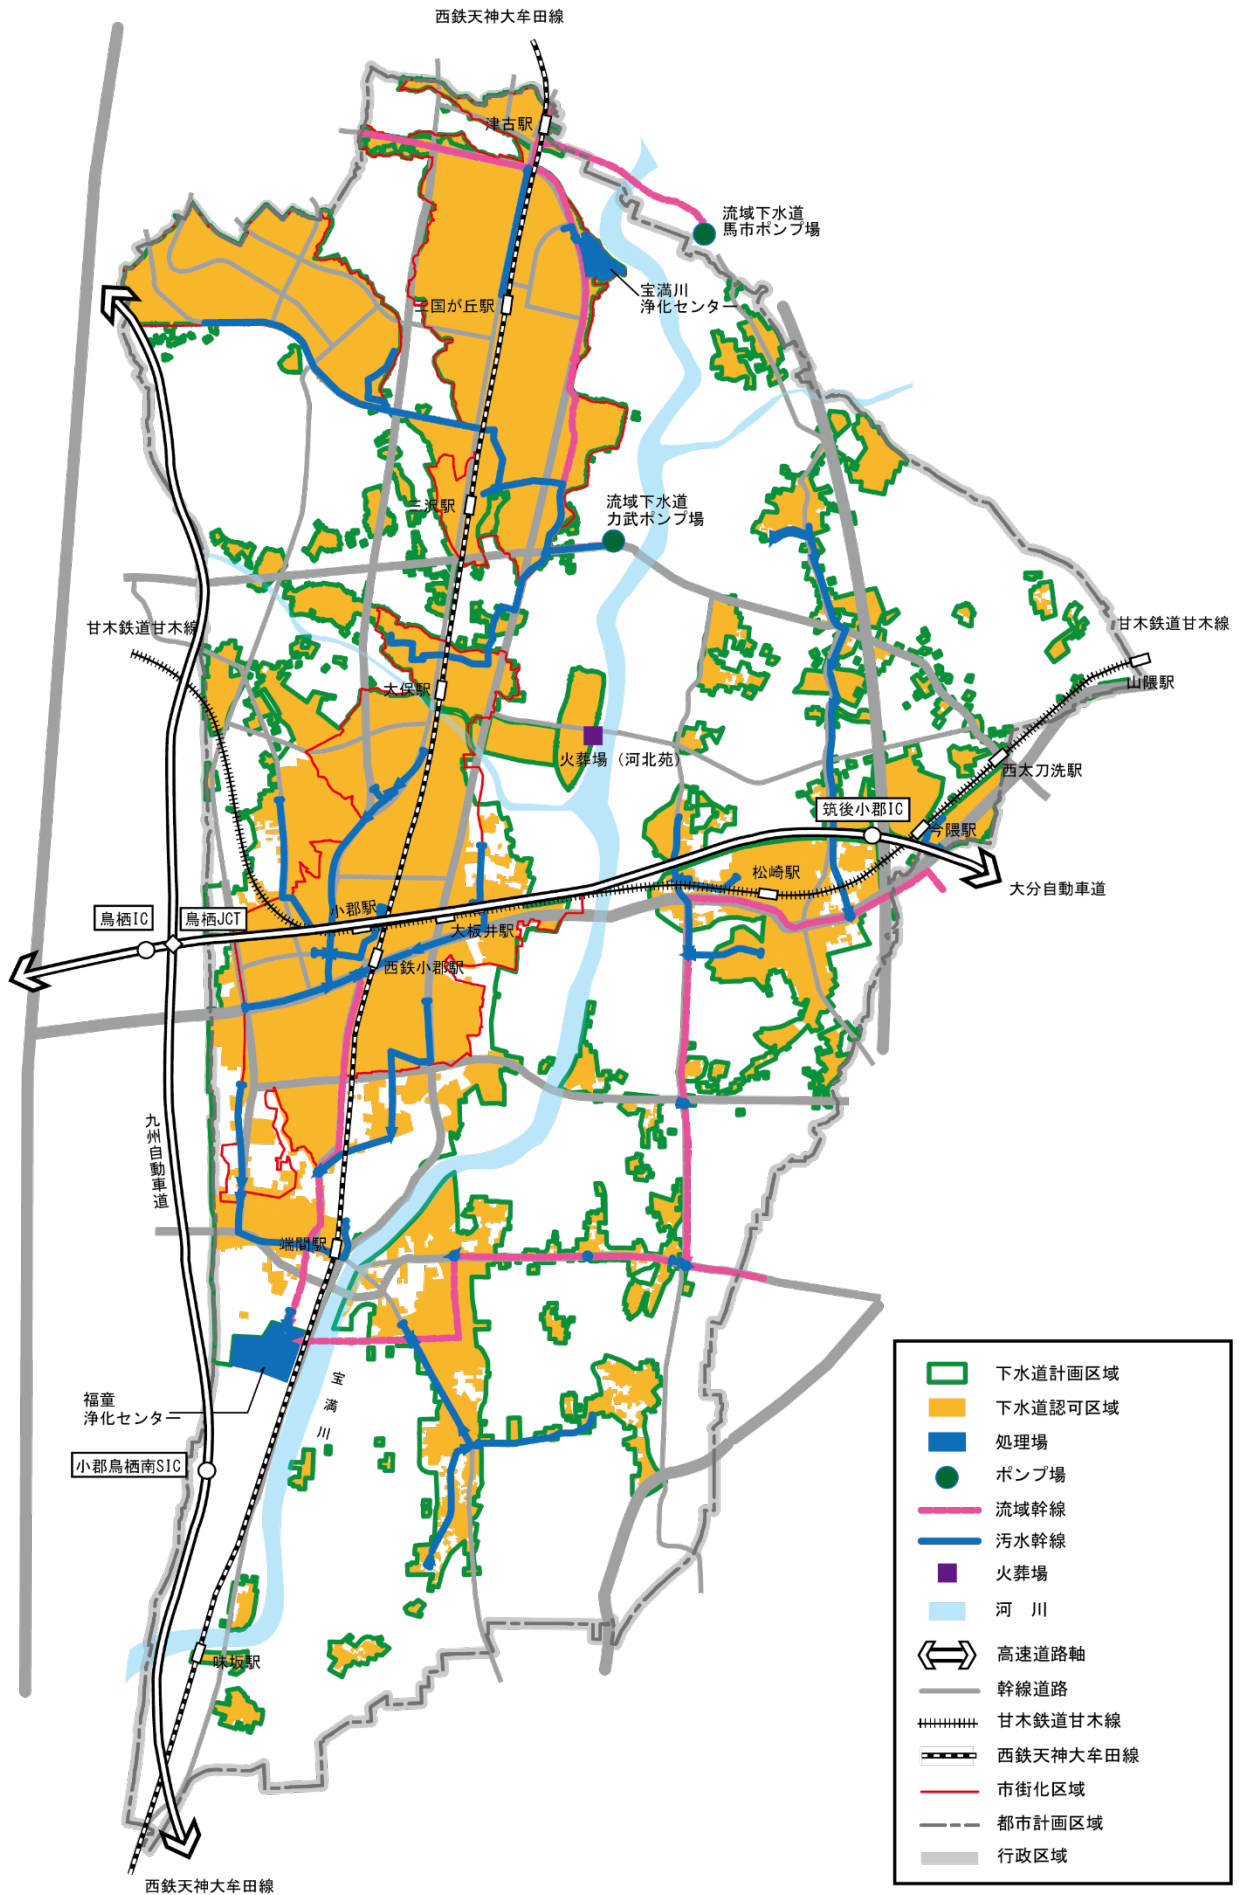 西鉄天神大牟田線
津古駅
流域下水道
馬市ポンプ場
宝満川
浄化センター
三国が丘駅
三沢駅
流域下水道
力武ポンプ場
甘木鉄道甘木線
甘木鉄道甘木線
山隈駅
大保駅
火葬場（河北苑）
西太刀洗駅
筑後小郡IC
今隈駅
松崎駅
大分自動車道
鳥栖IC
鳥栖JCT
小郡駅
大板井駅
西鉄小郡駅
九州自動車道
端間駅
福童
浄化センター
宝満川
小郡鳥栖南SIC
味坂駅
西鉄天神大牟田線
下水道計画区域
下水道認可区域
処理場
ポンプ場
流域幹線
汚水幹線
火葬場
河　川
高速道路軸
幹線道路
甘木鉄道甘木線
西鉄天神大牟田線
市街化区域
都市計画区域
行政区域